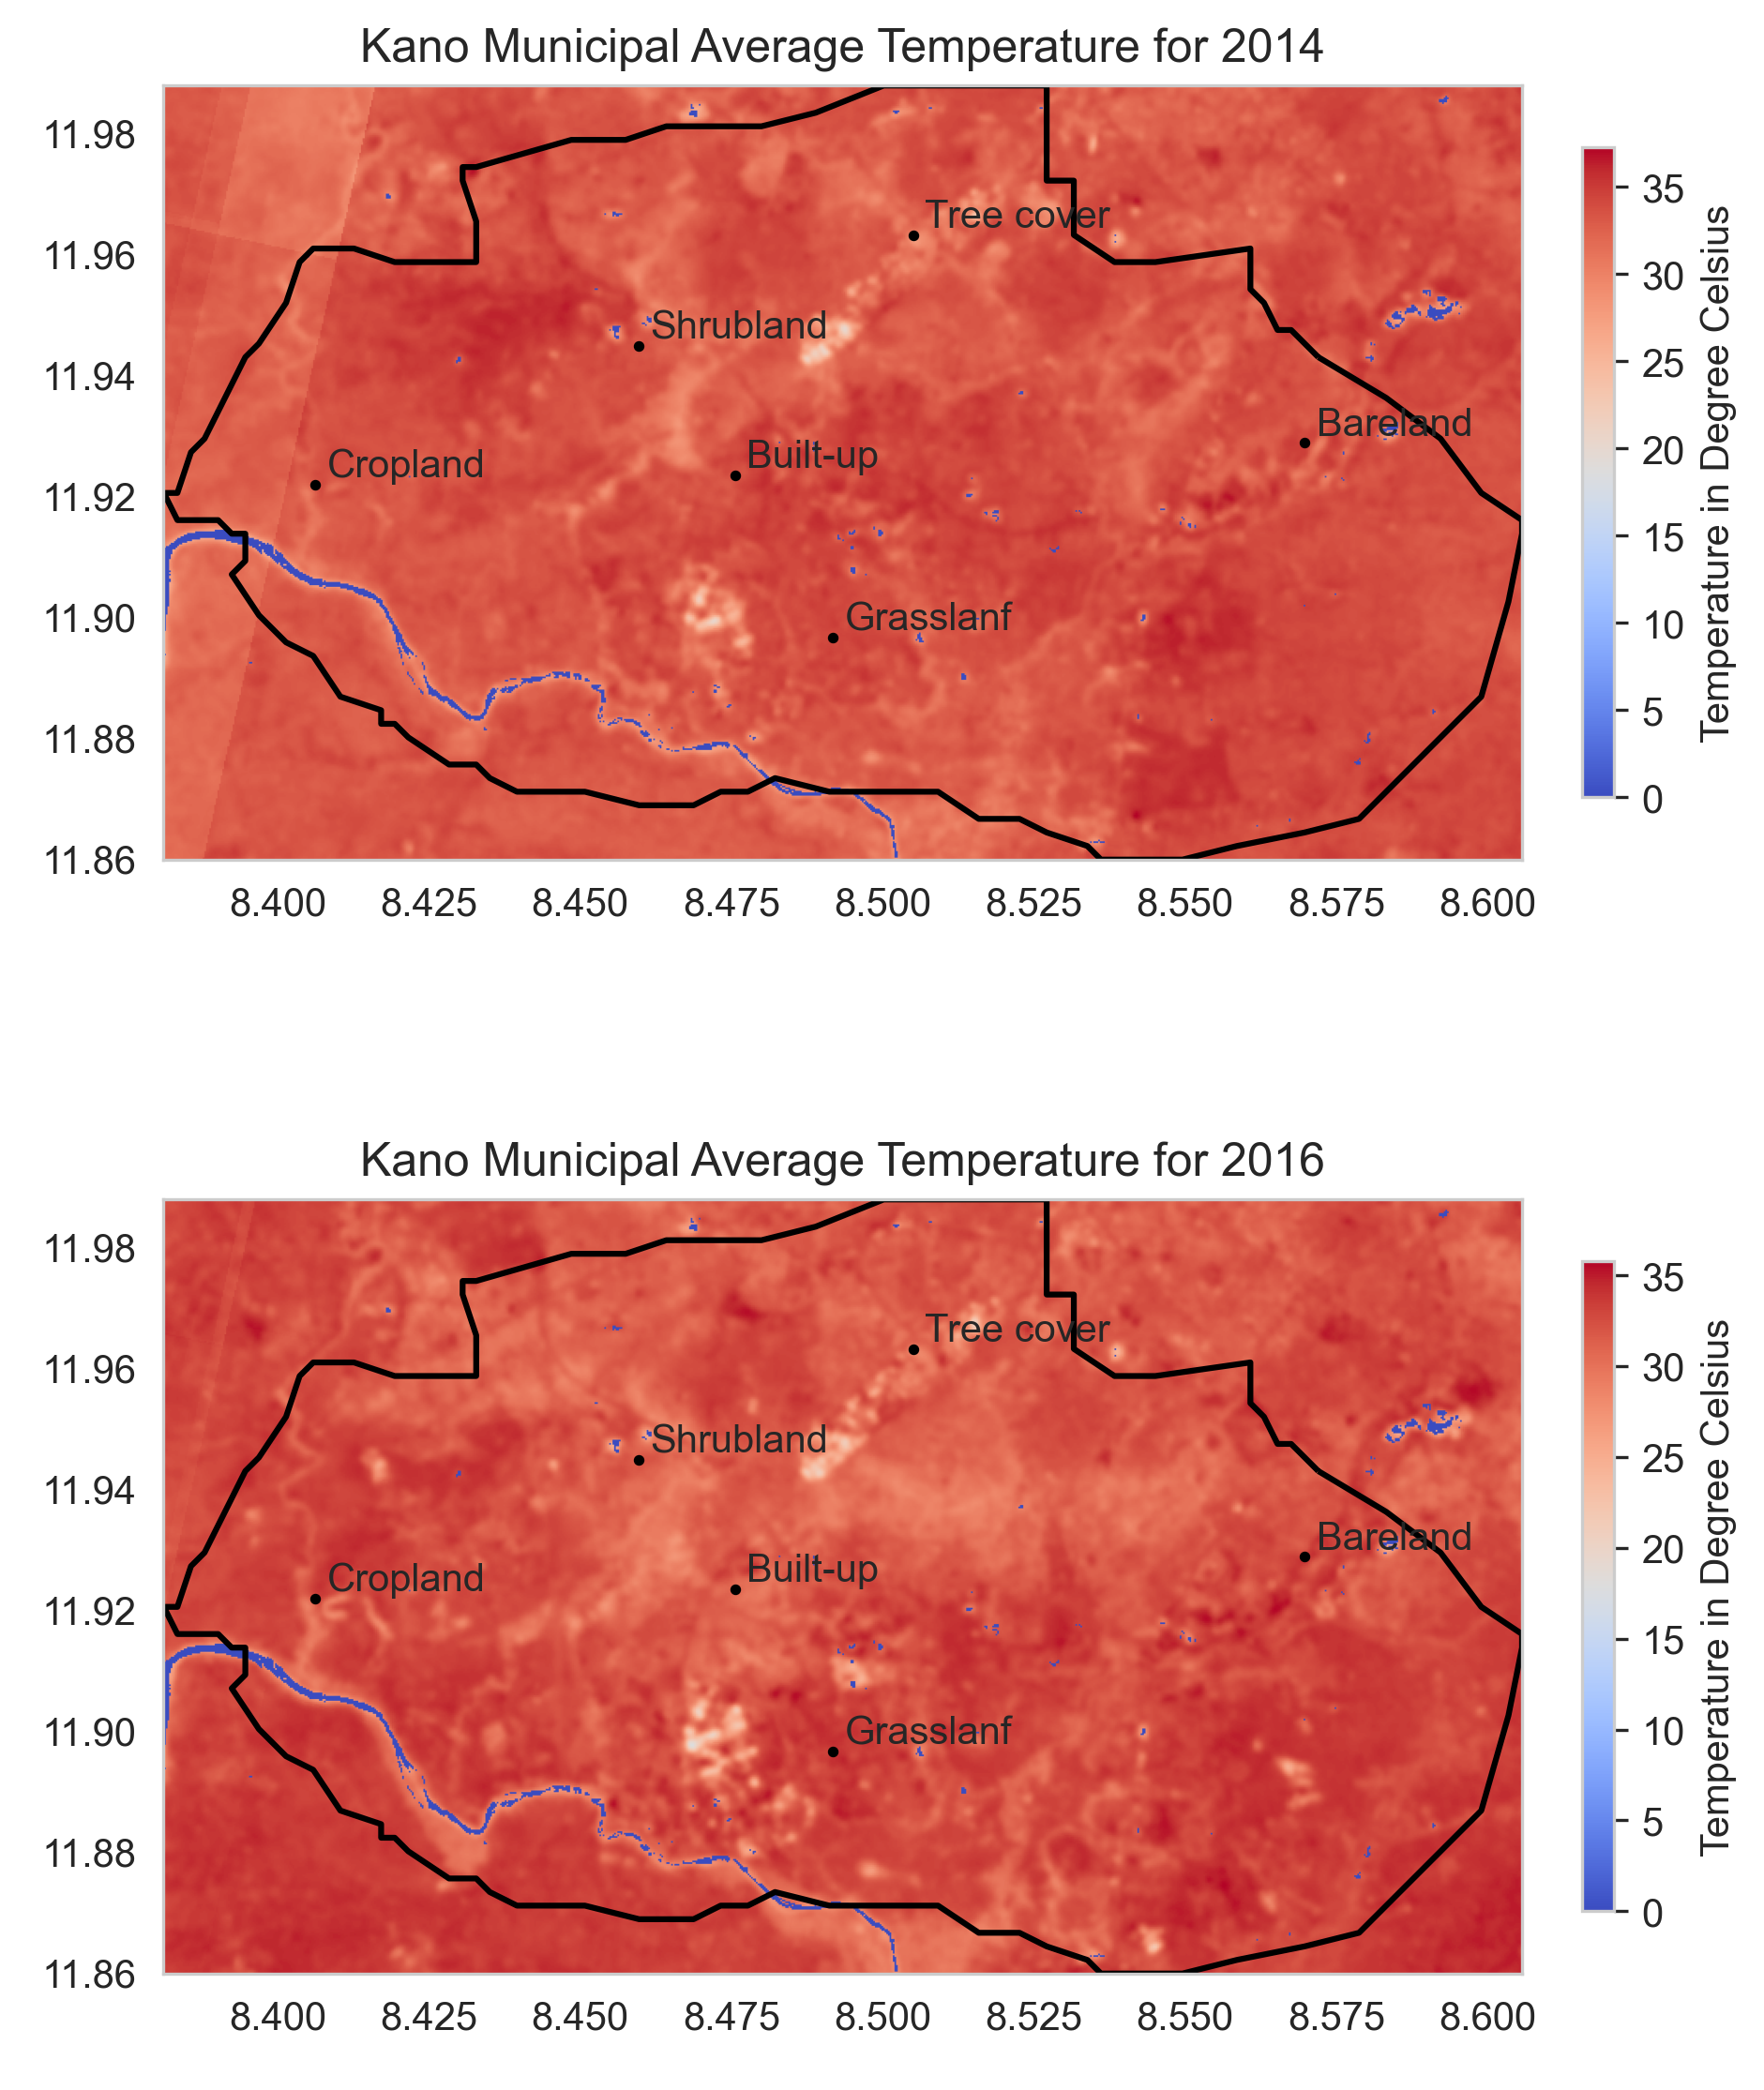 Kano Municipal Average Temperature for 2014
11.98
11.96
11.94
11.92
11.90
11.88
11.86
Tree cover
Shrubland
Bareland
Built-up
Cropland
Grasslanf
8.400 8.425 8.450 8.475 8.500 8.525 8.550 8.575 8.600
35
30
25
20
15
10
5
0
Temperature in Degree Celsius
Kano Municipal Average Temperature for 2016
11.98
11.96
11.94
11.92
11.90
11.88
11.86
Tree cover
Shrubland
Bareland
Built-up
Cropland
Grasslanf
8.400 8.425 8.450 8.475 8.500 8.525 8.550 8.575 8.600
35
30
25
20
15
10
5
0
Temperature in Degree Celsius